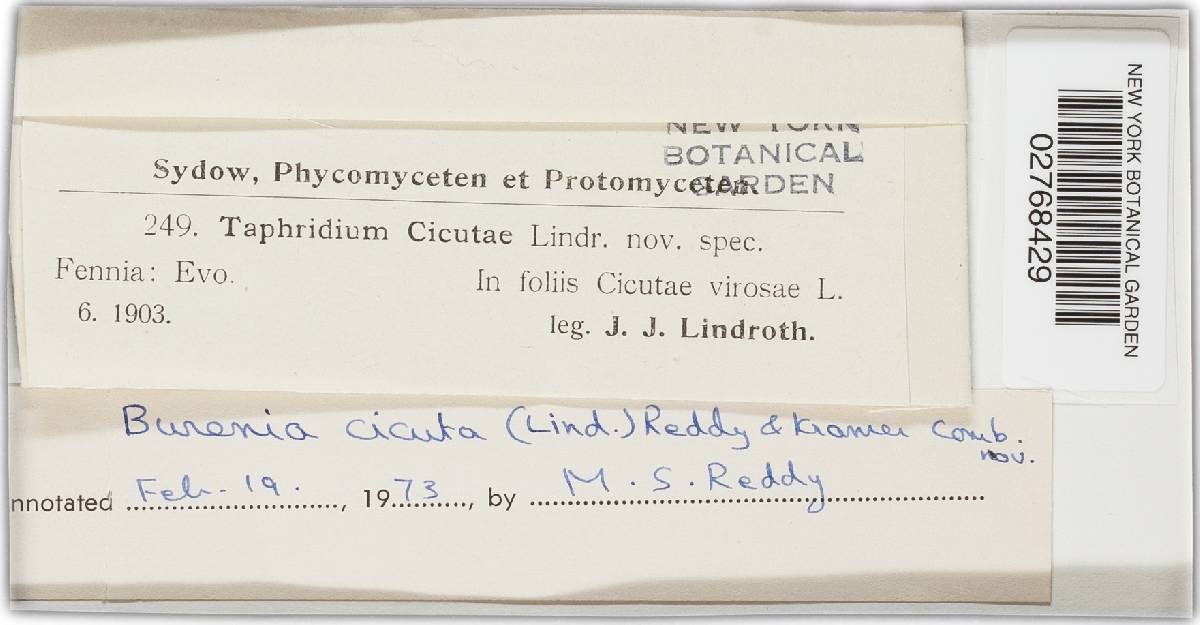 NEW YORK
BOTANICAL
GARDEN
Sydow, Phycomyceten et Protomyceten.
249. Taphridium Cicutae Lindr. nov. spec.
Fennia: Evo. In foliis Cicutae virosae L.
6. 1903. leg. J. J. Lindroth.
Burenia cicuta (Lind.) Reddy & Kramer Comb.
nov.
nnotated Feb-19., 1973, by M. S. Reddy
NEW YORK BOTANICAL GARDEN
02768429